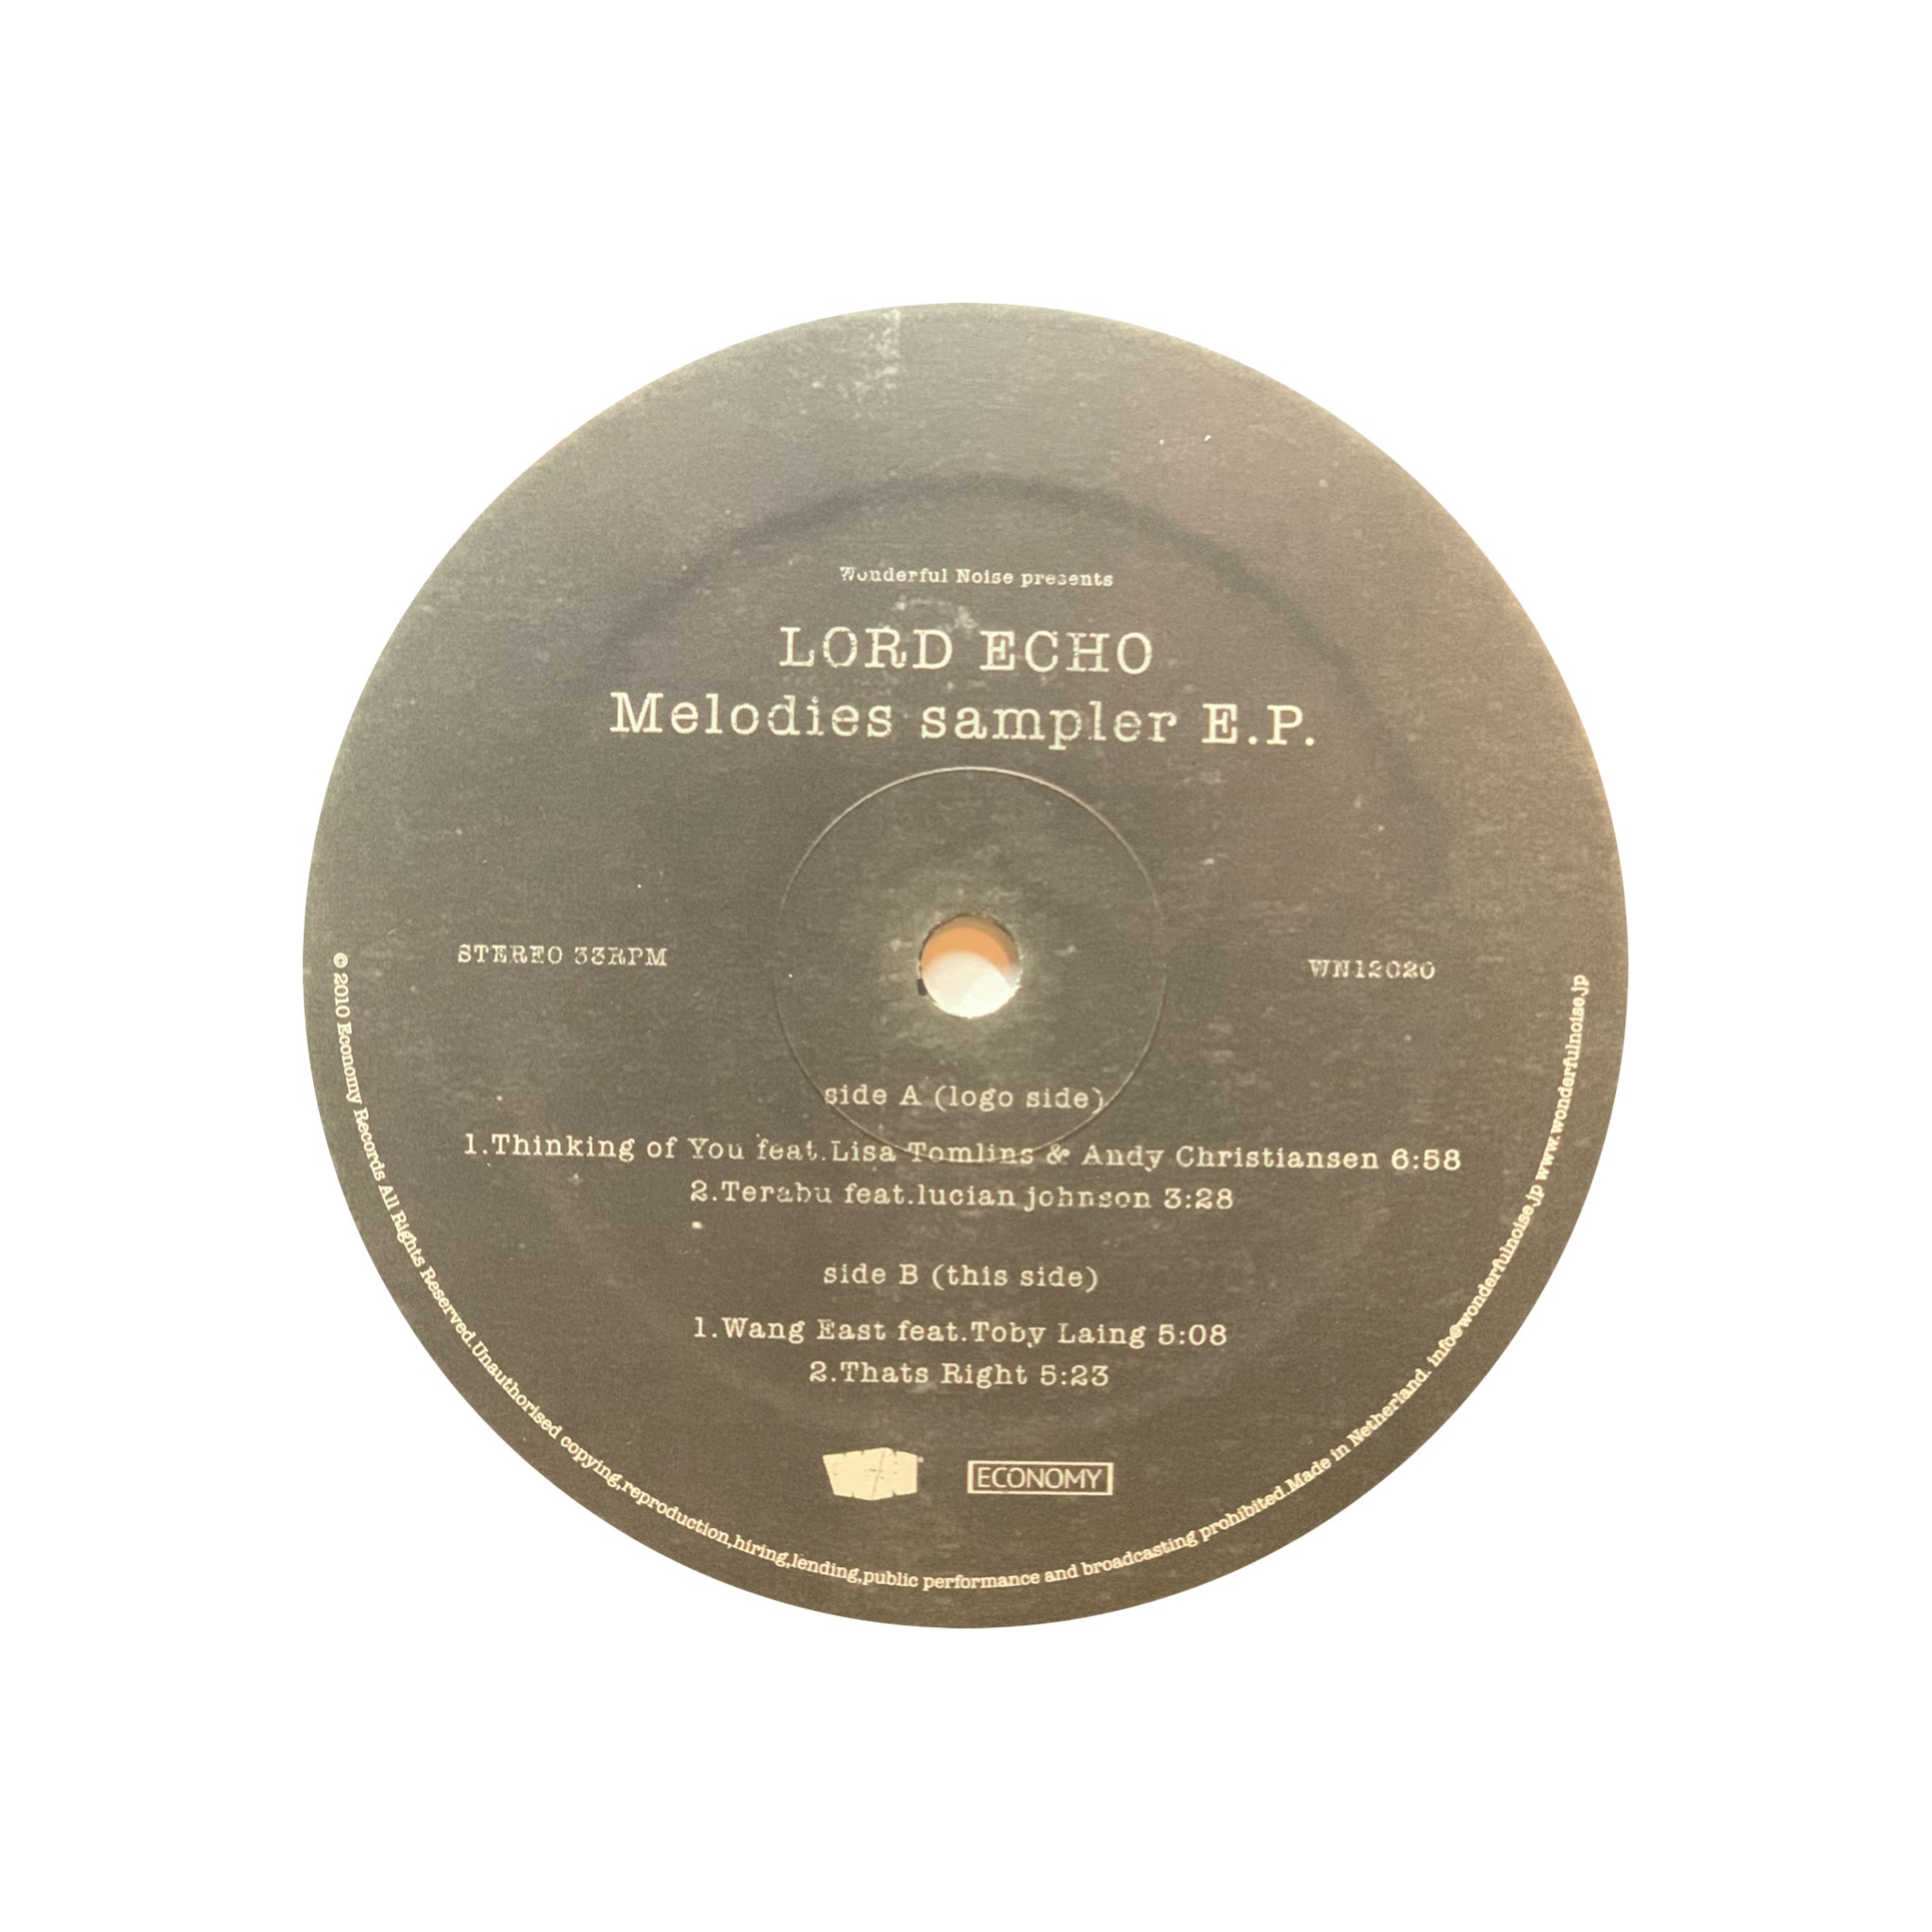 Wonderful Noise presents
LORD ECHO
Melodies sampler E.P.
STEREO 33RPM
WN12020
side A (logo side)
1.Thinking of You feat.Lisa Tomlins & Andy Christiansen 6:58
2.Terabu feat.lucian johnson 3:28
side B (this side)
1.Wang East feat.Toby Laing 5:08
2.Thats Right 5:23
ECONOMY
© 2010 Economy Records All Rights Reserved.Unauthorised copying,reproduction,hiring,lending,public performance and broadcasting prohibited.Made in Netherland. info@wonderfulnoise.jp www.wonderfulnoise.jp